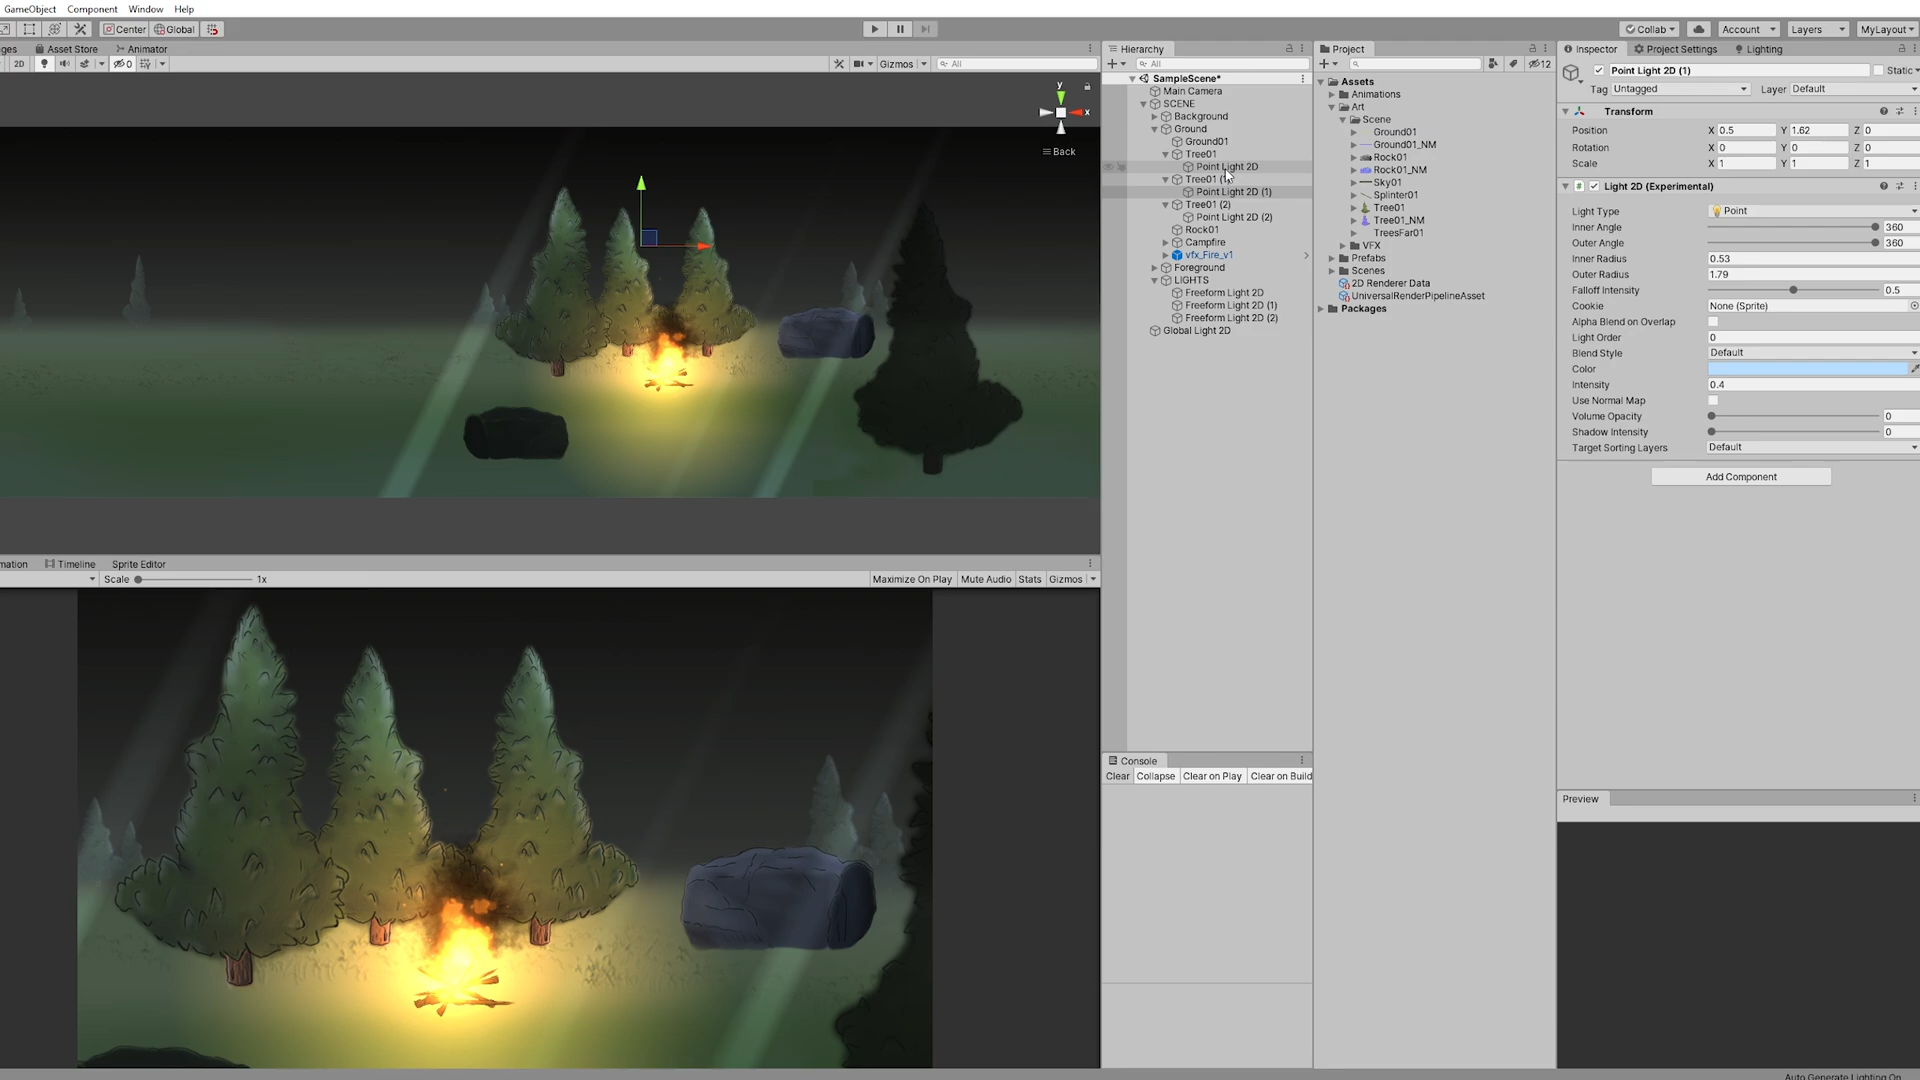 GameObject Component Window Help
Center Global
Collab Account Layers MyLayout
ges Asset Store Animator
2D 0 Gizmos All
y
x
Back
mation Timeline Sprite Editor
Scale 1x Maximize On Play Mute Audio Stats Gizmos
Hierarchy
All
SampleScene*
Main Camera
SCENE
Background
Ground
Ground01
Tree01
Point Light 2D
Tree01 (1)
Point Light 2D (1)
Tree01 (2)
Point Light 2D (2)
Rock01
Campfire
vfx_Fire_v1
Foreground
LIGHTS
Freeform Light 2D
Freeform Light 2D (1)
Freeform Light 2D (2)
Global Light 2D
Console
Clear Collapse Clear on Play Clear on Build
Project
12
Assets
Animations
Art
Scene
Ground01
Ground01_NM
Rock01
Rock01_NM
Sky01
Splinter01
Tree01
Tree01_NM
TreesFar01
VFX
Prefabs
Scenes
2D Renderer Data
UniversalRenderPipelineAsset
Packages
Inspector Project Settings Lighting
Point Light 2D (1) Static
Tag Untagged Layer Default
Transform
Position X 0.5 Y 1.62 Z 0
Rotation X 0 Y 0 Z 0
Scale X 1 Y 1 Z 1
Light 2D (Experimental)
Light Type Point
Inner Angle 360
Outer Angle 360
Inner Radius 0.53
Outer Radius 1.79
Falloff Intensity 0.5
Cookie None (Sprite)
Alpha Blend on Overlap
Light Order 0
Blend Style Default
Color
Intensity 0.4
Use Normal Map
Volume Opacity 0
Shadow Intensity 0
Target Sorting Layers Default
Add Component
Preview
Auto Generate Lighting On